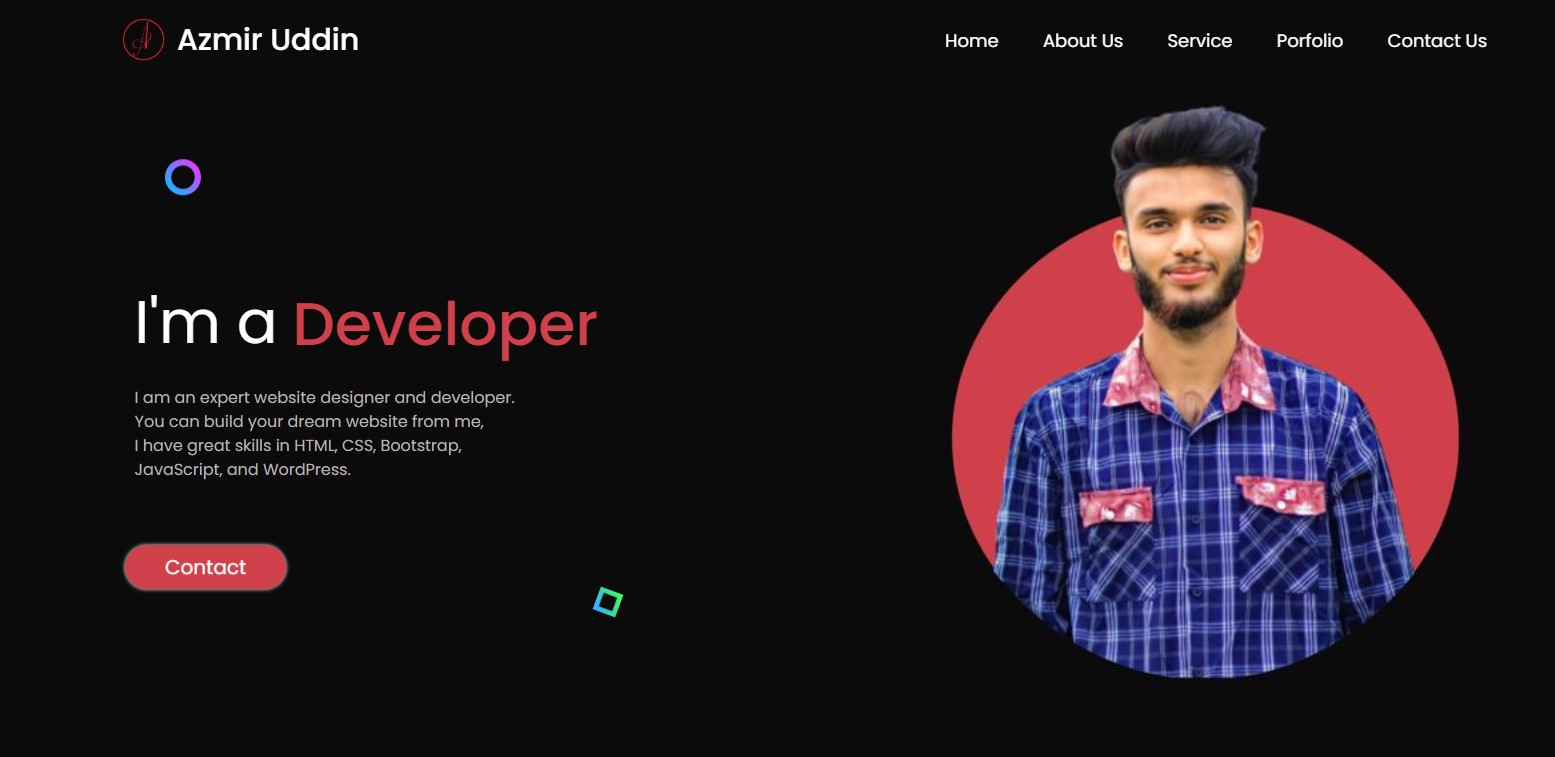 Azmir Uddin
Home About Us Service Porfolio Contact Us
I'm a Developer
I am an expert website designer and developer.
You can build your dream website from me,
I have great skills in HTML, CSS, Bootstrap,
JavaScript, and WordPress.
Contact